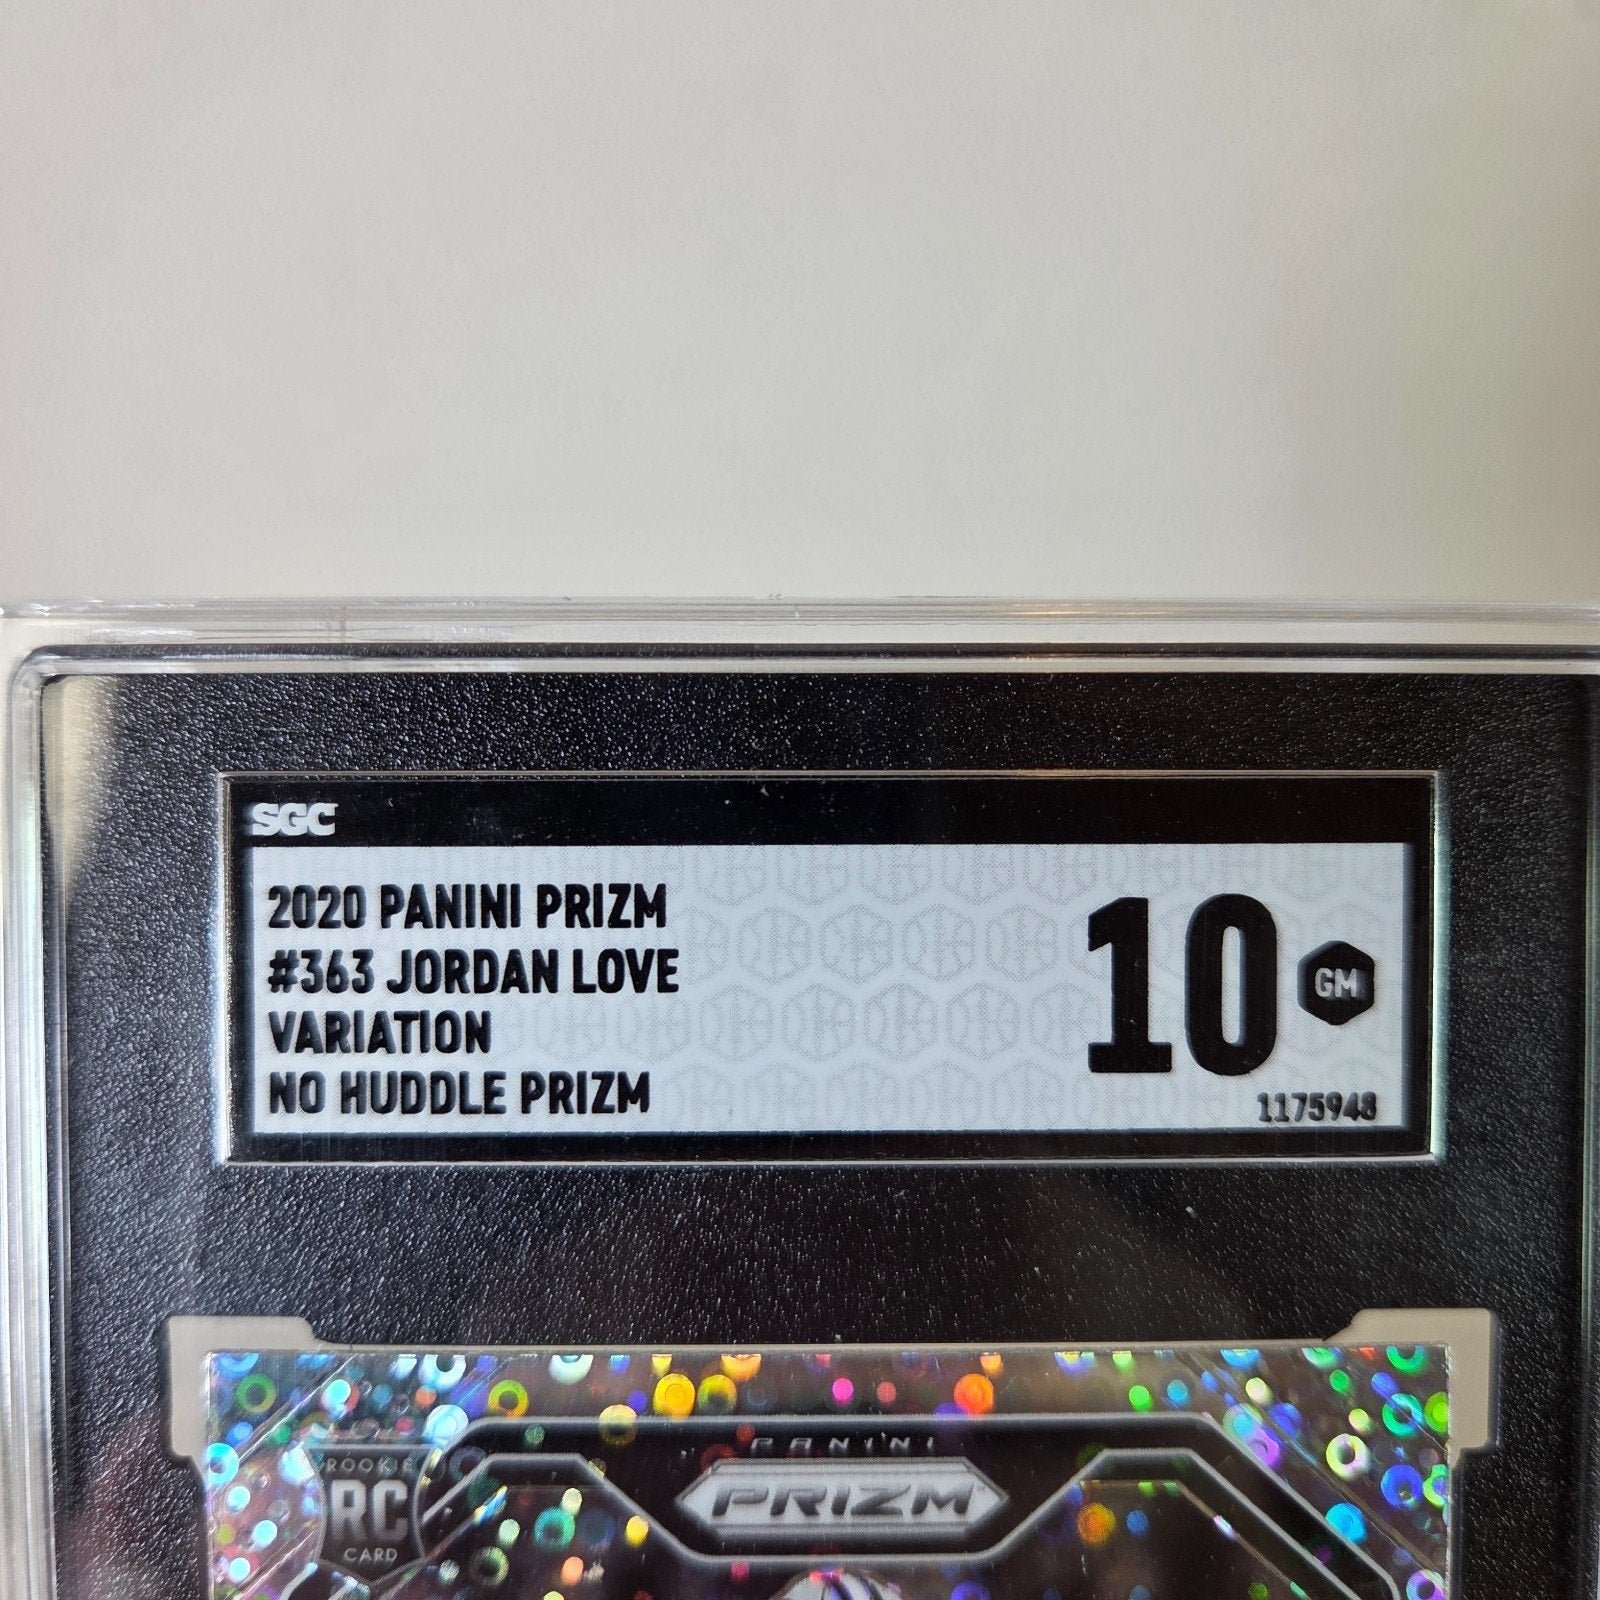 SGC
2020 PANINI PRIZM
#363 JORDAN LOVE
VARIATION
NO HUDDLE PRIZM
10
GM
1175948
PANINI
PRIZM
ROOKIE
RC
CARD